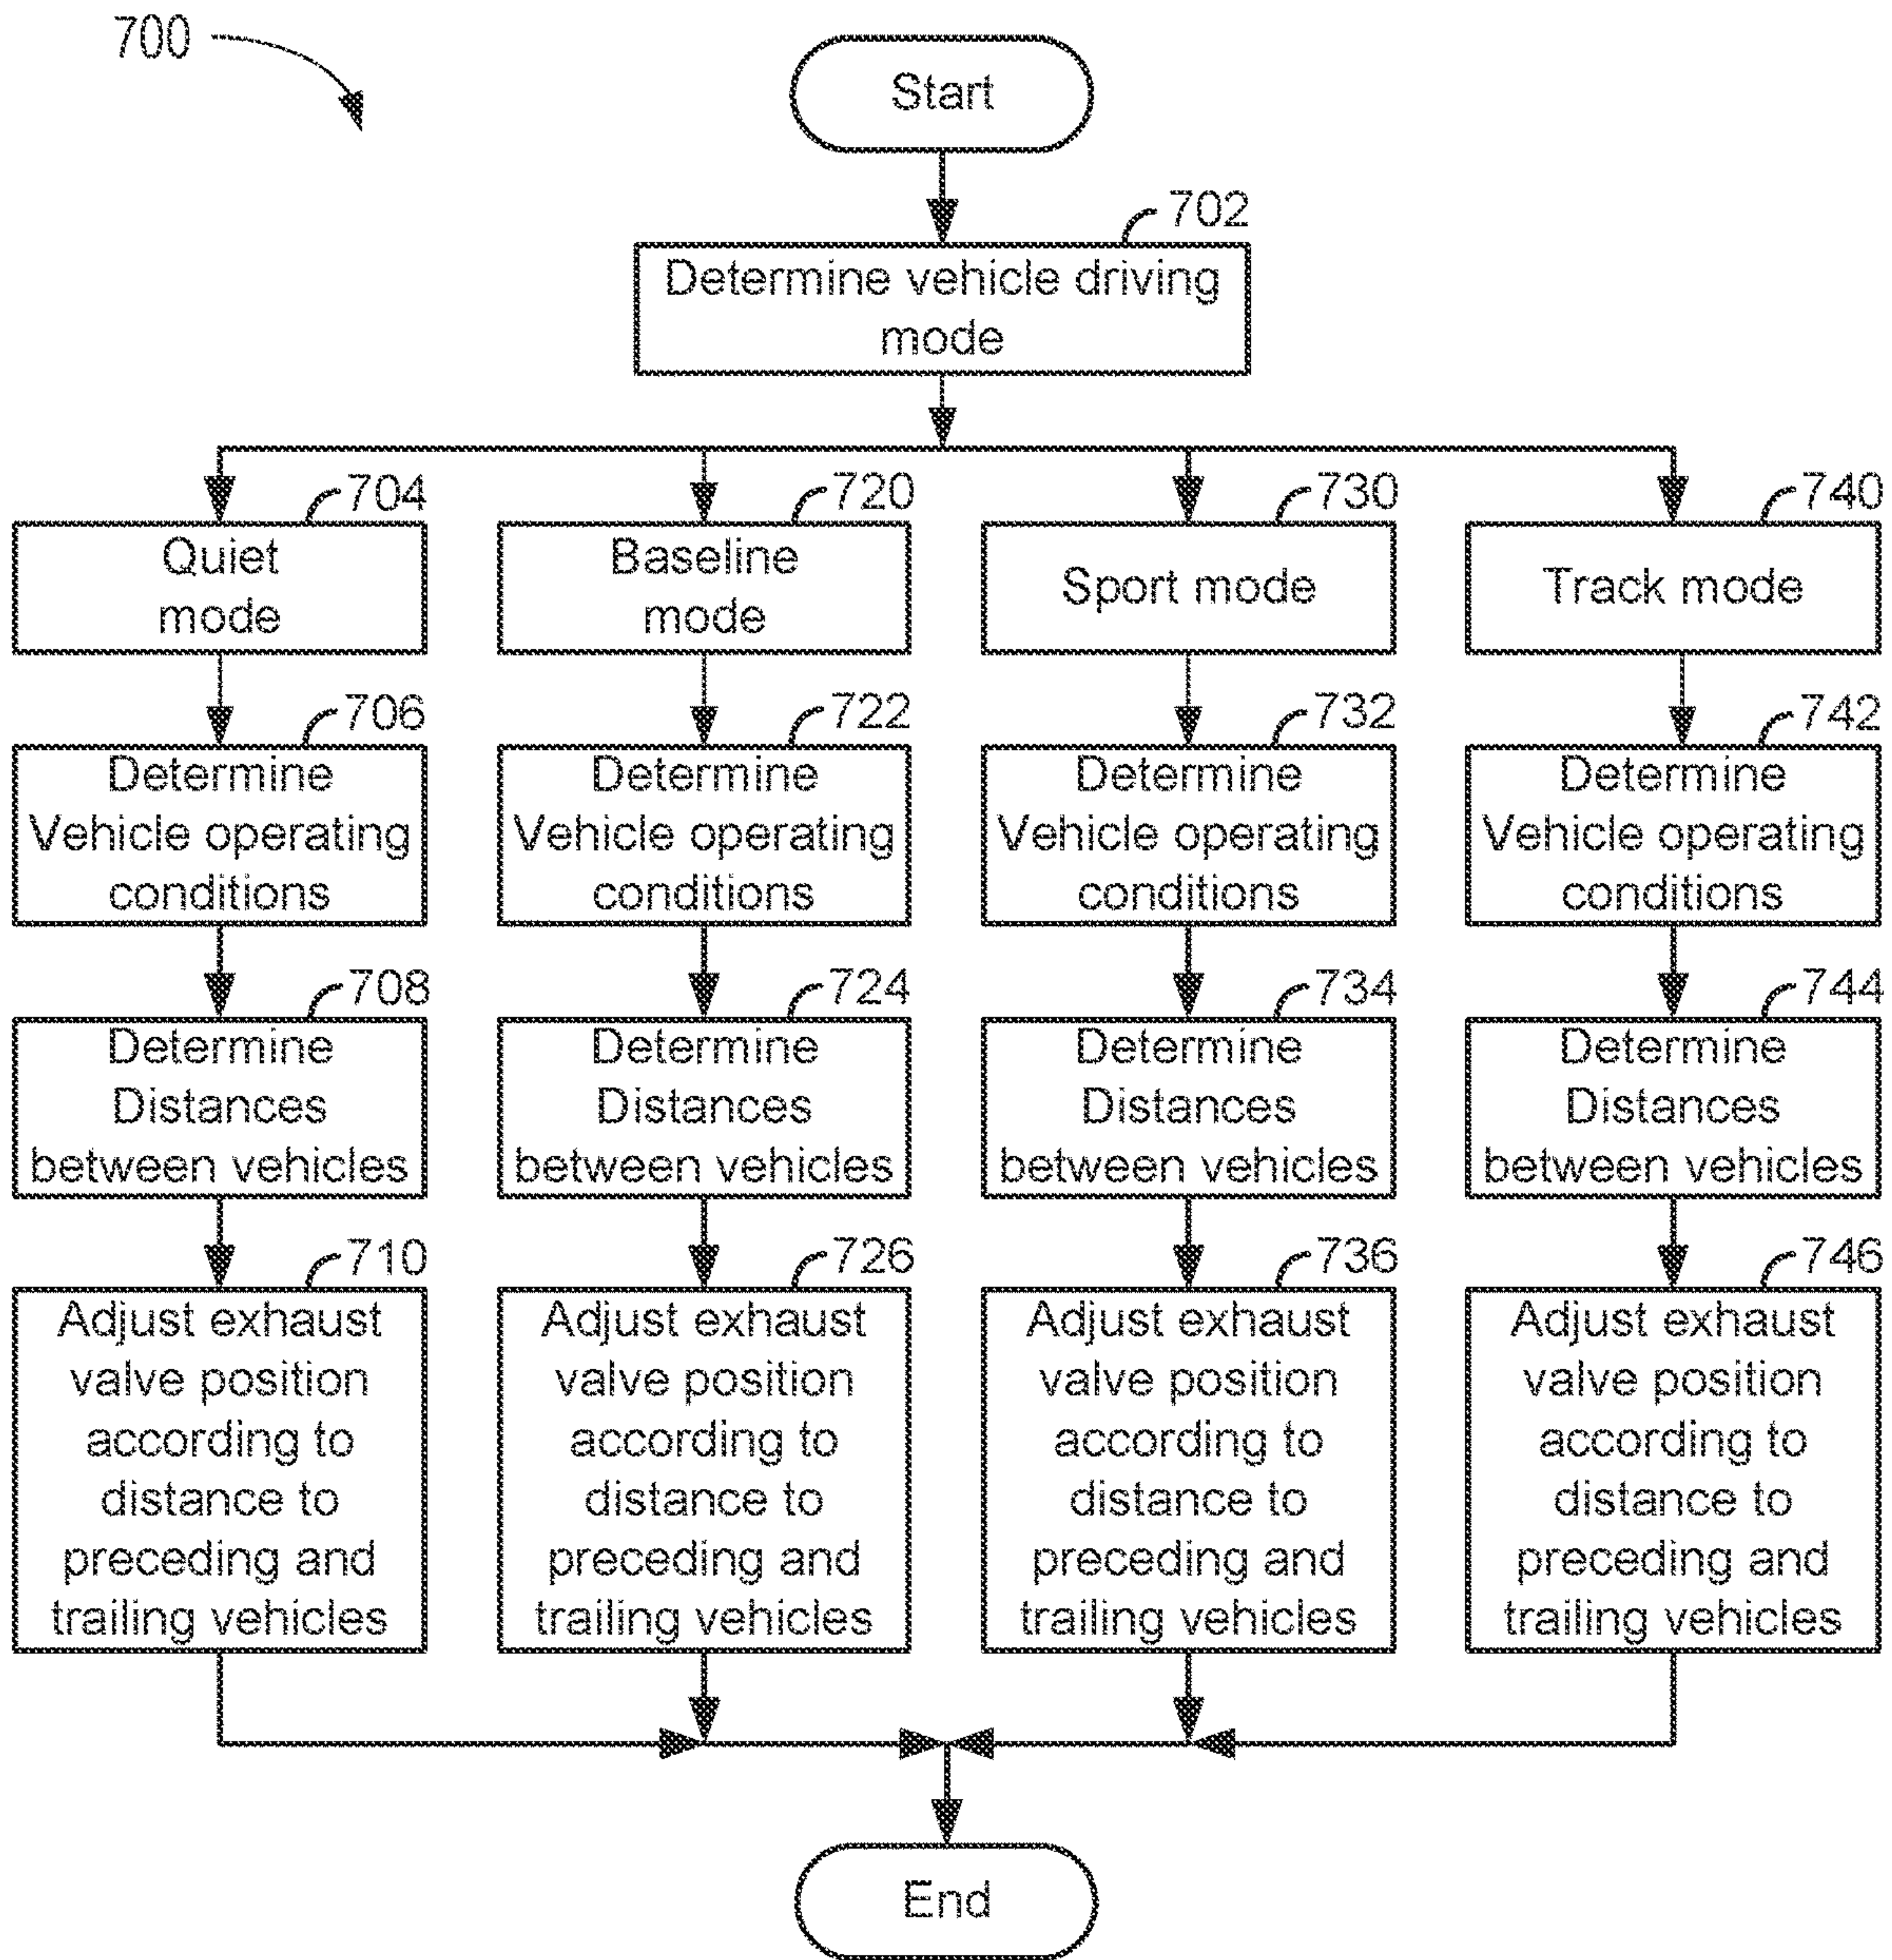 700
Start
702
Determine vehicle driving
mode
704
Quiet
mode
720
Baseline
mode
730
Sport mode
740
Track mode
706
Determine
Vehicle operating
conditions
722
Determine
Vehicle operating
conditions
732
Determine
Vehicle operating
conditions
742
Determine
Vehicle operating
conditions
708
Determine
Distances
between vehicles
724
Determine
Distances
between vehicles
734
Determine
Distances
between vehicles
744
Determine
Distances
between vehicles
710
Adjust exhaust
valve position
according to
distance to
preceding and
trailing vehicles
726
Adjust exhaust
valve position
according to
distance to
preceding and
trailing vehicles
736
Adjust exhaust
valve position
according to
distance to
preceding and
trailing vehicles
746
Adjust exhaust
valve position
according to
distance to
preceding and
trailing vehicles
End